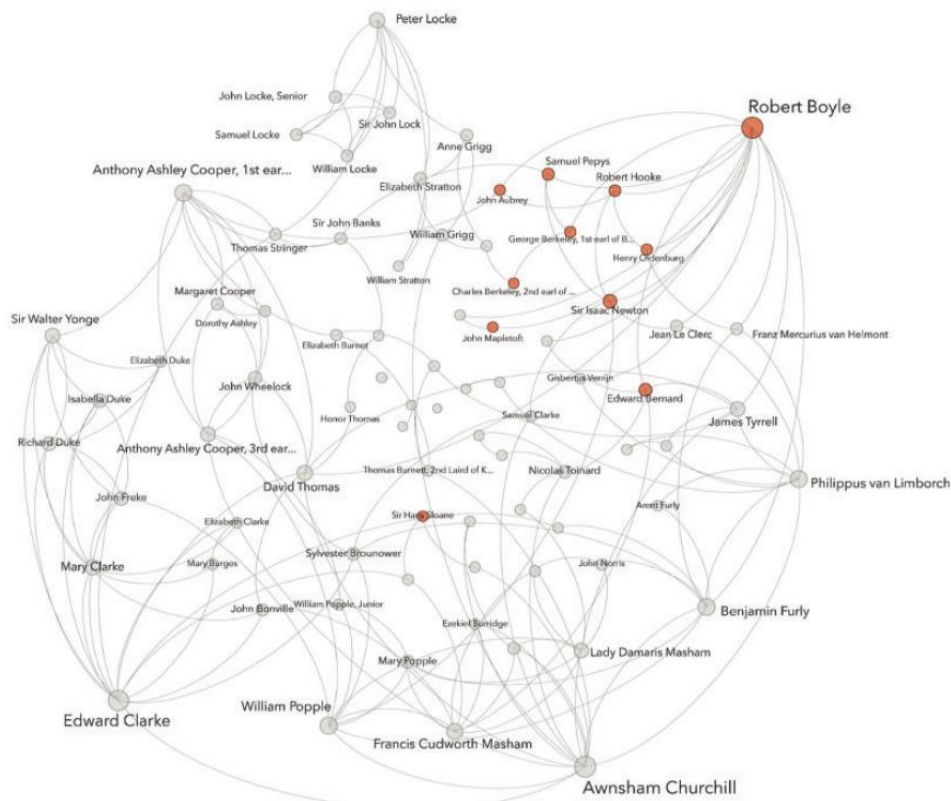 Peter Locke
John Locke, Senior
Robert Boyle
Sir John Lock
Samuel Locke
Anne Grigg
Samuel Pepys
William Locke
Anthony Ashley Cooper, 1st ear...
Robert Hooke
Elizabeth Stratton
John Aubrey
Sir John Banks
William Grigg
George Berkeley, 1st earl of B...
Thomas Stringer
Henry Oldenburg
William Stratton
Margaret Cooper
Charles Berkeley, 2nd earl of ...
Sir Isaac Newton
Sir Walter Yonge
Dorothy Ashley
Jean Le Clerc
Franz Mercurius van Helmont
John Mapletoft
Elizabeth Burnet
Elizabeth Duke
Gisbertus Verrijn
John Wheelock
Isabella Duke
Edward Bernard
Honor Thomas
Samuel Clarke
James Tyrrell
Richard Duke
Anthony Ashley Cooper, 3rd ear...
Thomas Burnett, 2nd Laird of K...
Nicolas Toinard
David Thomas
Philippus van Limborch
John Freke
Arent Furly
Sir Hans Sloane
Elizabeth Clarke
Sylvester Brounower
Mary Clarke
Mary Barges
John Norris
John Bonville
William Popple, Junior
Benjamin Furly
Ezekiel Burridge
Lady Damaris Masham
Mary Popple
William Popple
Edward Clarke
Francis Cudworth Masham
Awnsham Churchill